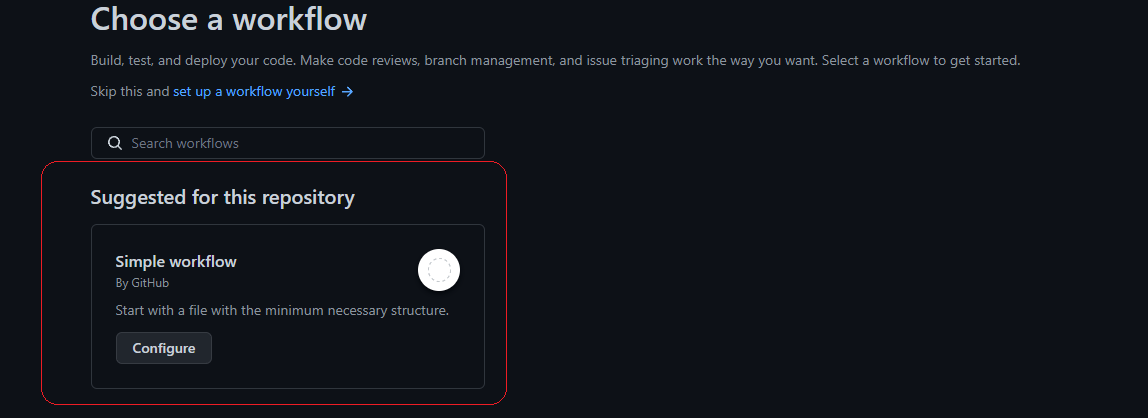 Choose a workflow
Build, test, and deploy your code. Make code reviews, branch management, and issue triaging work the way you want. Select a workflow to get started.
Skip this and set up a workflow yourself →
Search workflows
Suggested for this repository
Simple workflow
By GitHub
Start with a file with the minimum necessary structure.
Configure